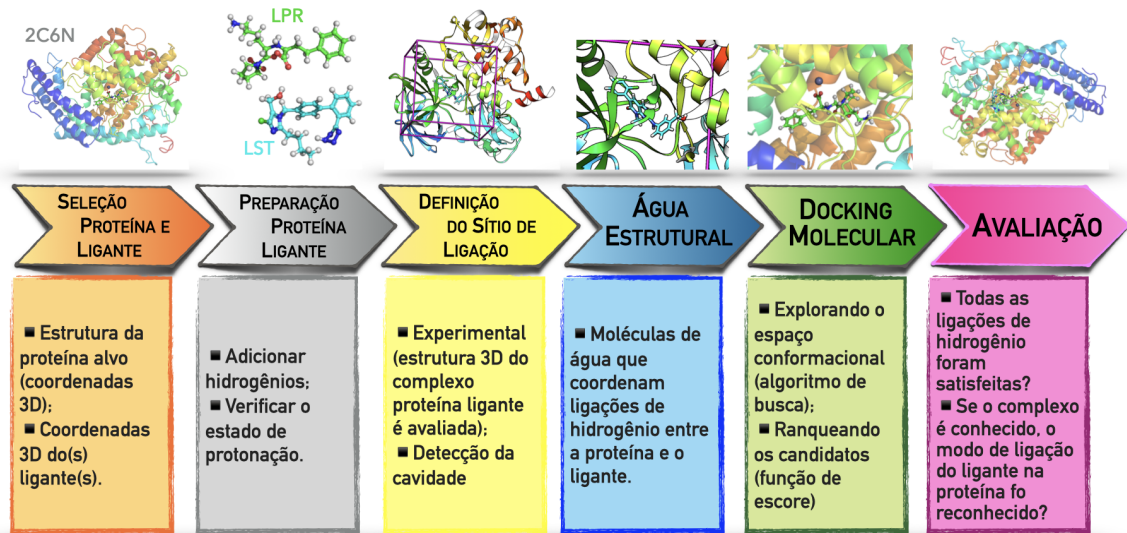 2C6N
LPR
LST
SELEÇÃO
PROTEÍNA E
LIGANTE
PREPARAÇÃO
PROTEÍNA
LIGANTE
DEFINIÇÃO
DO SÍTIO DE
LIGAÇÃO
ÁGUA
ESTRUTURAL
DOCKING
MOLECULAR
AVALIAÇÃO
▪ Estrutura da
proteína alvo
(coordenadas
3D);
▪ Coordenadas
3D do(s)
ligante(s).
▪ Adicionar
hidrogênios;
▪ Verificar o
estado de
protonação.
▪ Experimental
(estrutura 3D do
complexo
proteína ligante
é avaliada);
▪ Detecção da
cavidade
▪ Moléculas de
água que
coordenam
ligações de
hidrogênio entre
a proteína e o
ligante.
▪ Explorando o
espaço
conformacional
(algoritmo de
busca);
▪ Ranqueando
os candidatos
(função de
escore)
▪ Todas as
ligações de
hidrogênio
foram
satisfeitas?
▪ Se o complexo
é conhecido, o
modo de ligação
do ligante na
proteína fo
reconhecido?